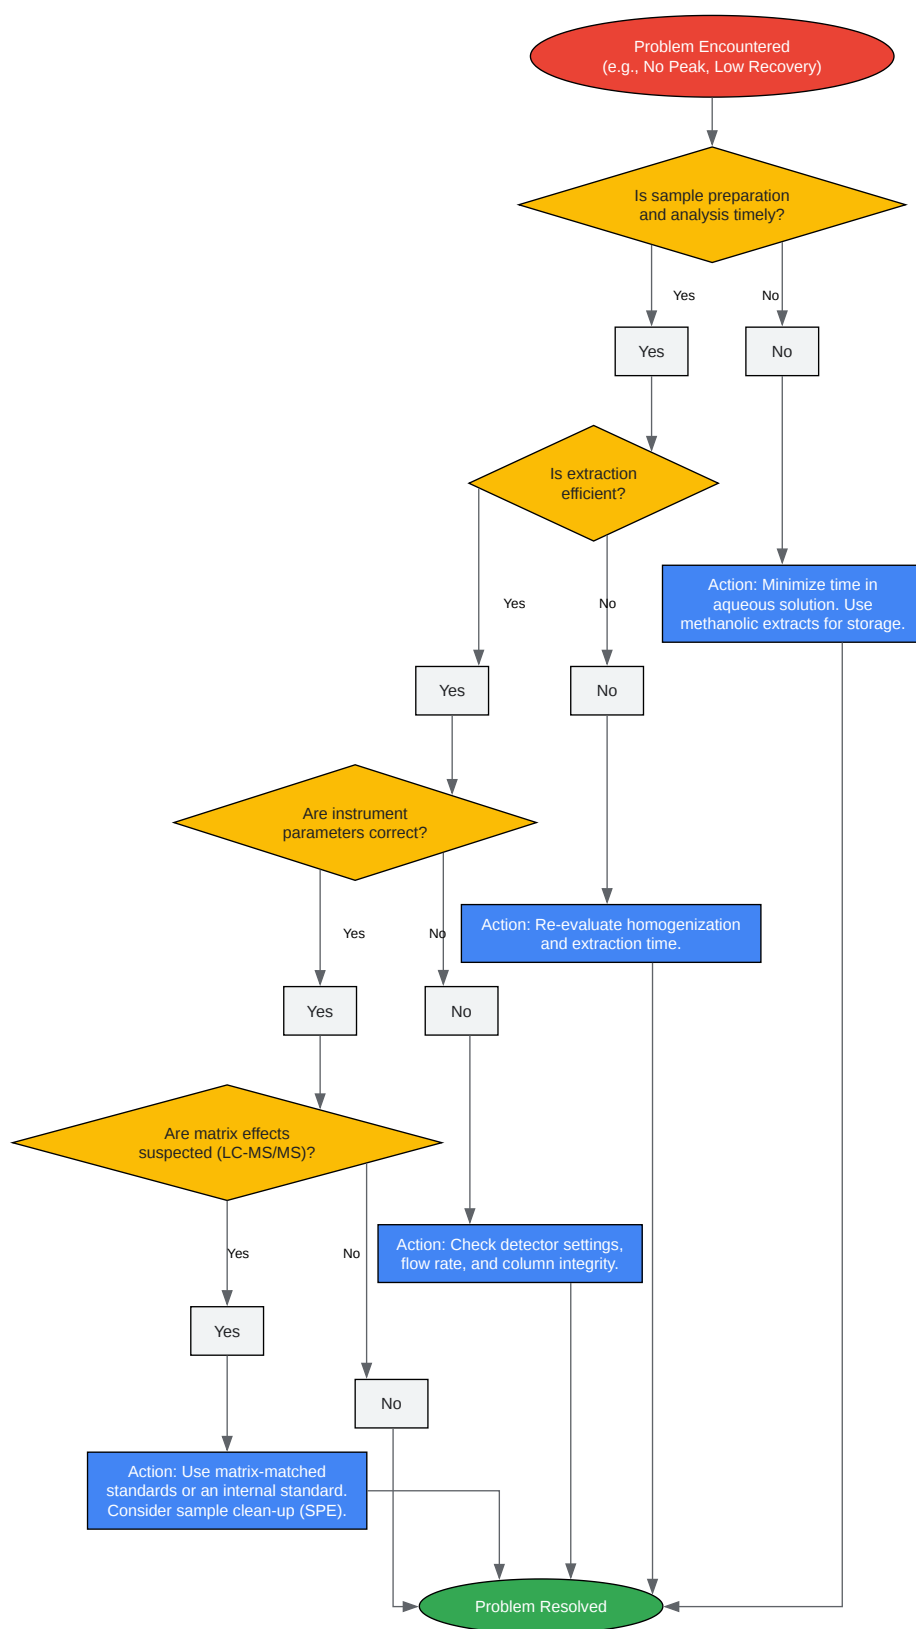 Problem Encountered
(e.g., No Peak, Low Recovery)
Is sample preparation
and analysis timely?
Yes
No
Yes
No
Is extraction
efficient?
Action: Minimize time in
aqueous solution. Use
methanolic extracts for storage.
Yes
No
Yes
No
Are instrument
parameters correct?
Action: Re-evaluate homogenization
and extraction time.
Yes
No
Yes
No
Are matrix effects
suspected (LC-MS/MS)?
Action: Check detector settings,
flow rate, and column integrity.
Yes
No
Yes
No
Action: Use matrix-matched
standards or an internal standard.
Consider sample clean-up (SPE).
Problem Resolved